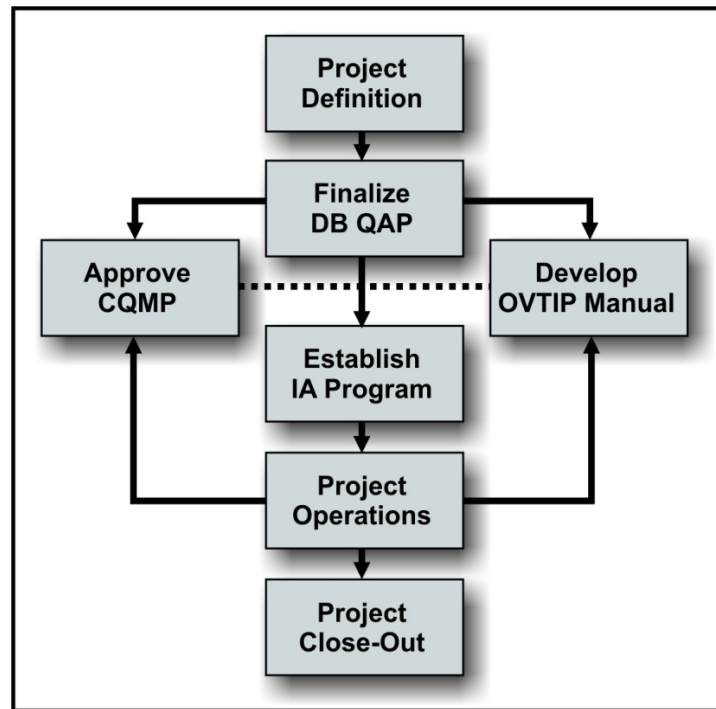 Project
Definition
Finalize
DB QAP
Approve
CQMP
Develop
OVTIP Manual
Establish
IA Program
Project
Operations
Project
Close-Out